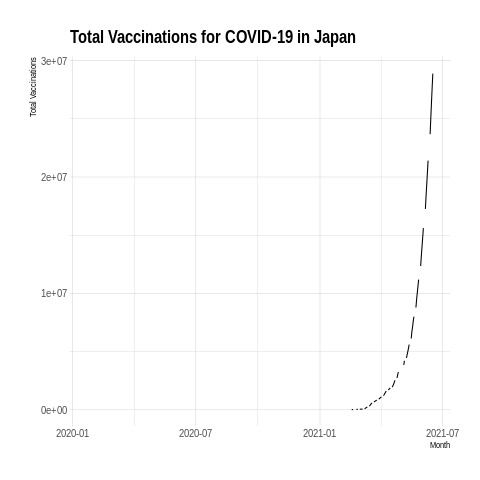 Total Vaccinations for COVID-19 in Japan
Total Vaccinations
3e+07
2e+07
1e+07
0e+00
2020-01 2020-07 2021-01 2021-07
Month